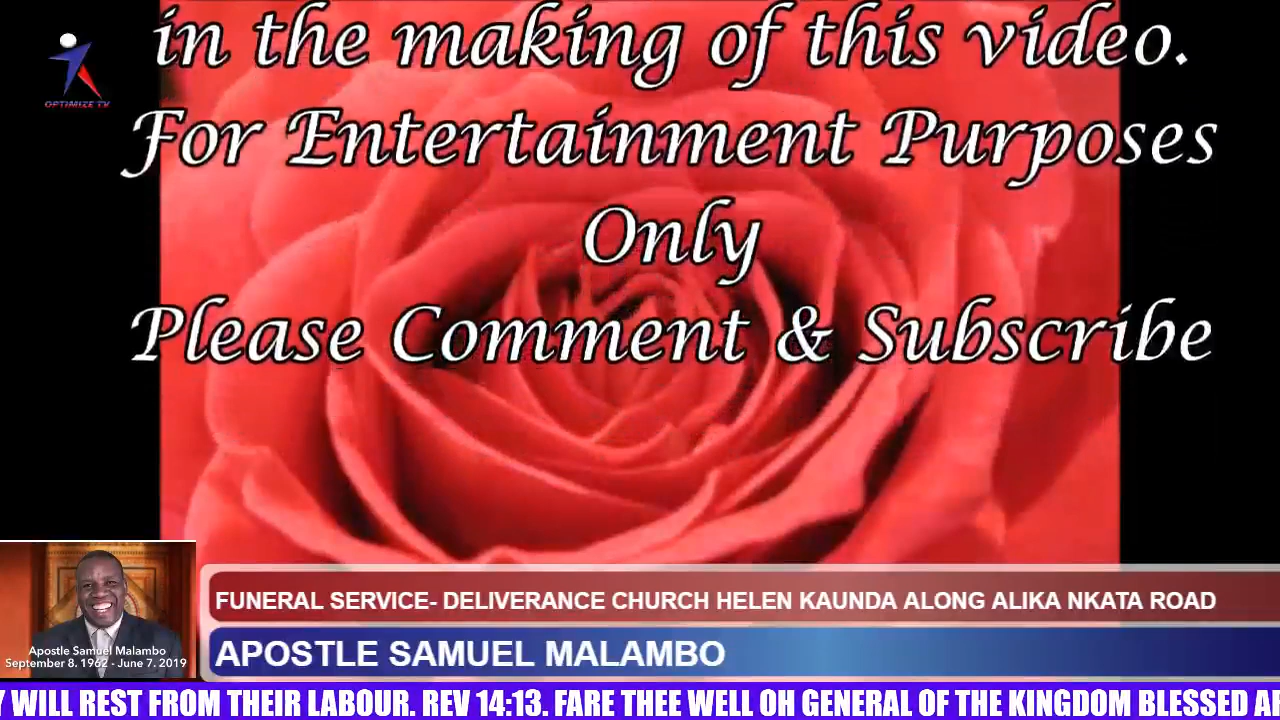 in the making of this video.
OPTIMIZE TV
For Entertainment Purposes
Only
Please Comment & Subscribe
FUNERAL SERVICE- DELIVERANCE CHURCH HELEN KAUNDA ALONG ALIKA NKATA ROAD
Apostle Samuel Malambo
September 8. 1962 - June 7. 2019
APOSTLE SAMUEL MALAMBO
WILL REST FROM THEIR LABOUR. REV 14:13. FARE THEE WELL OH GENERAL OF THE KINGDOM BLESSED